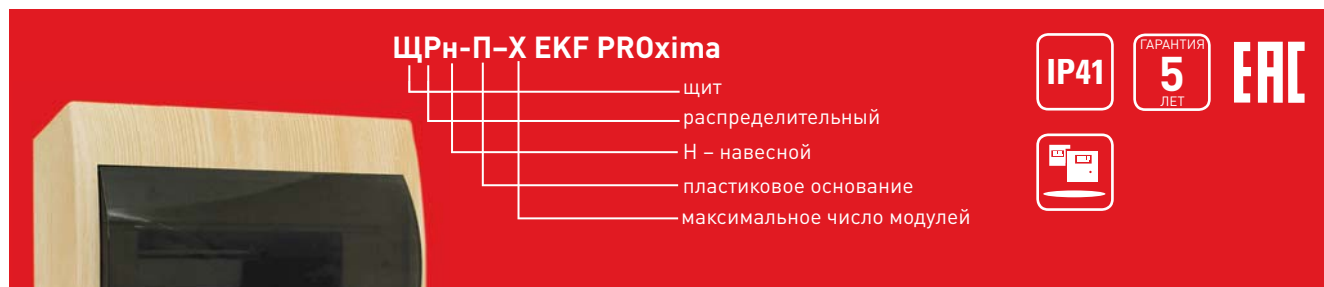 ЩРн-П–Х EKF PROxima
щит
распределительный
Н – навесной
пластиковое основание
максимальное число модулей
IP41
ГАРАНТИЯ
5
ЛЕТ
ЕАС